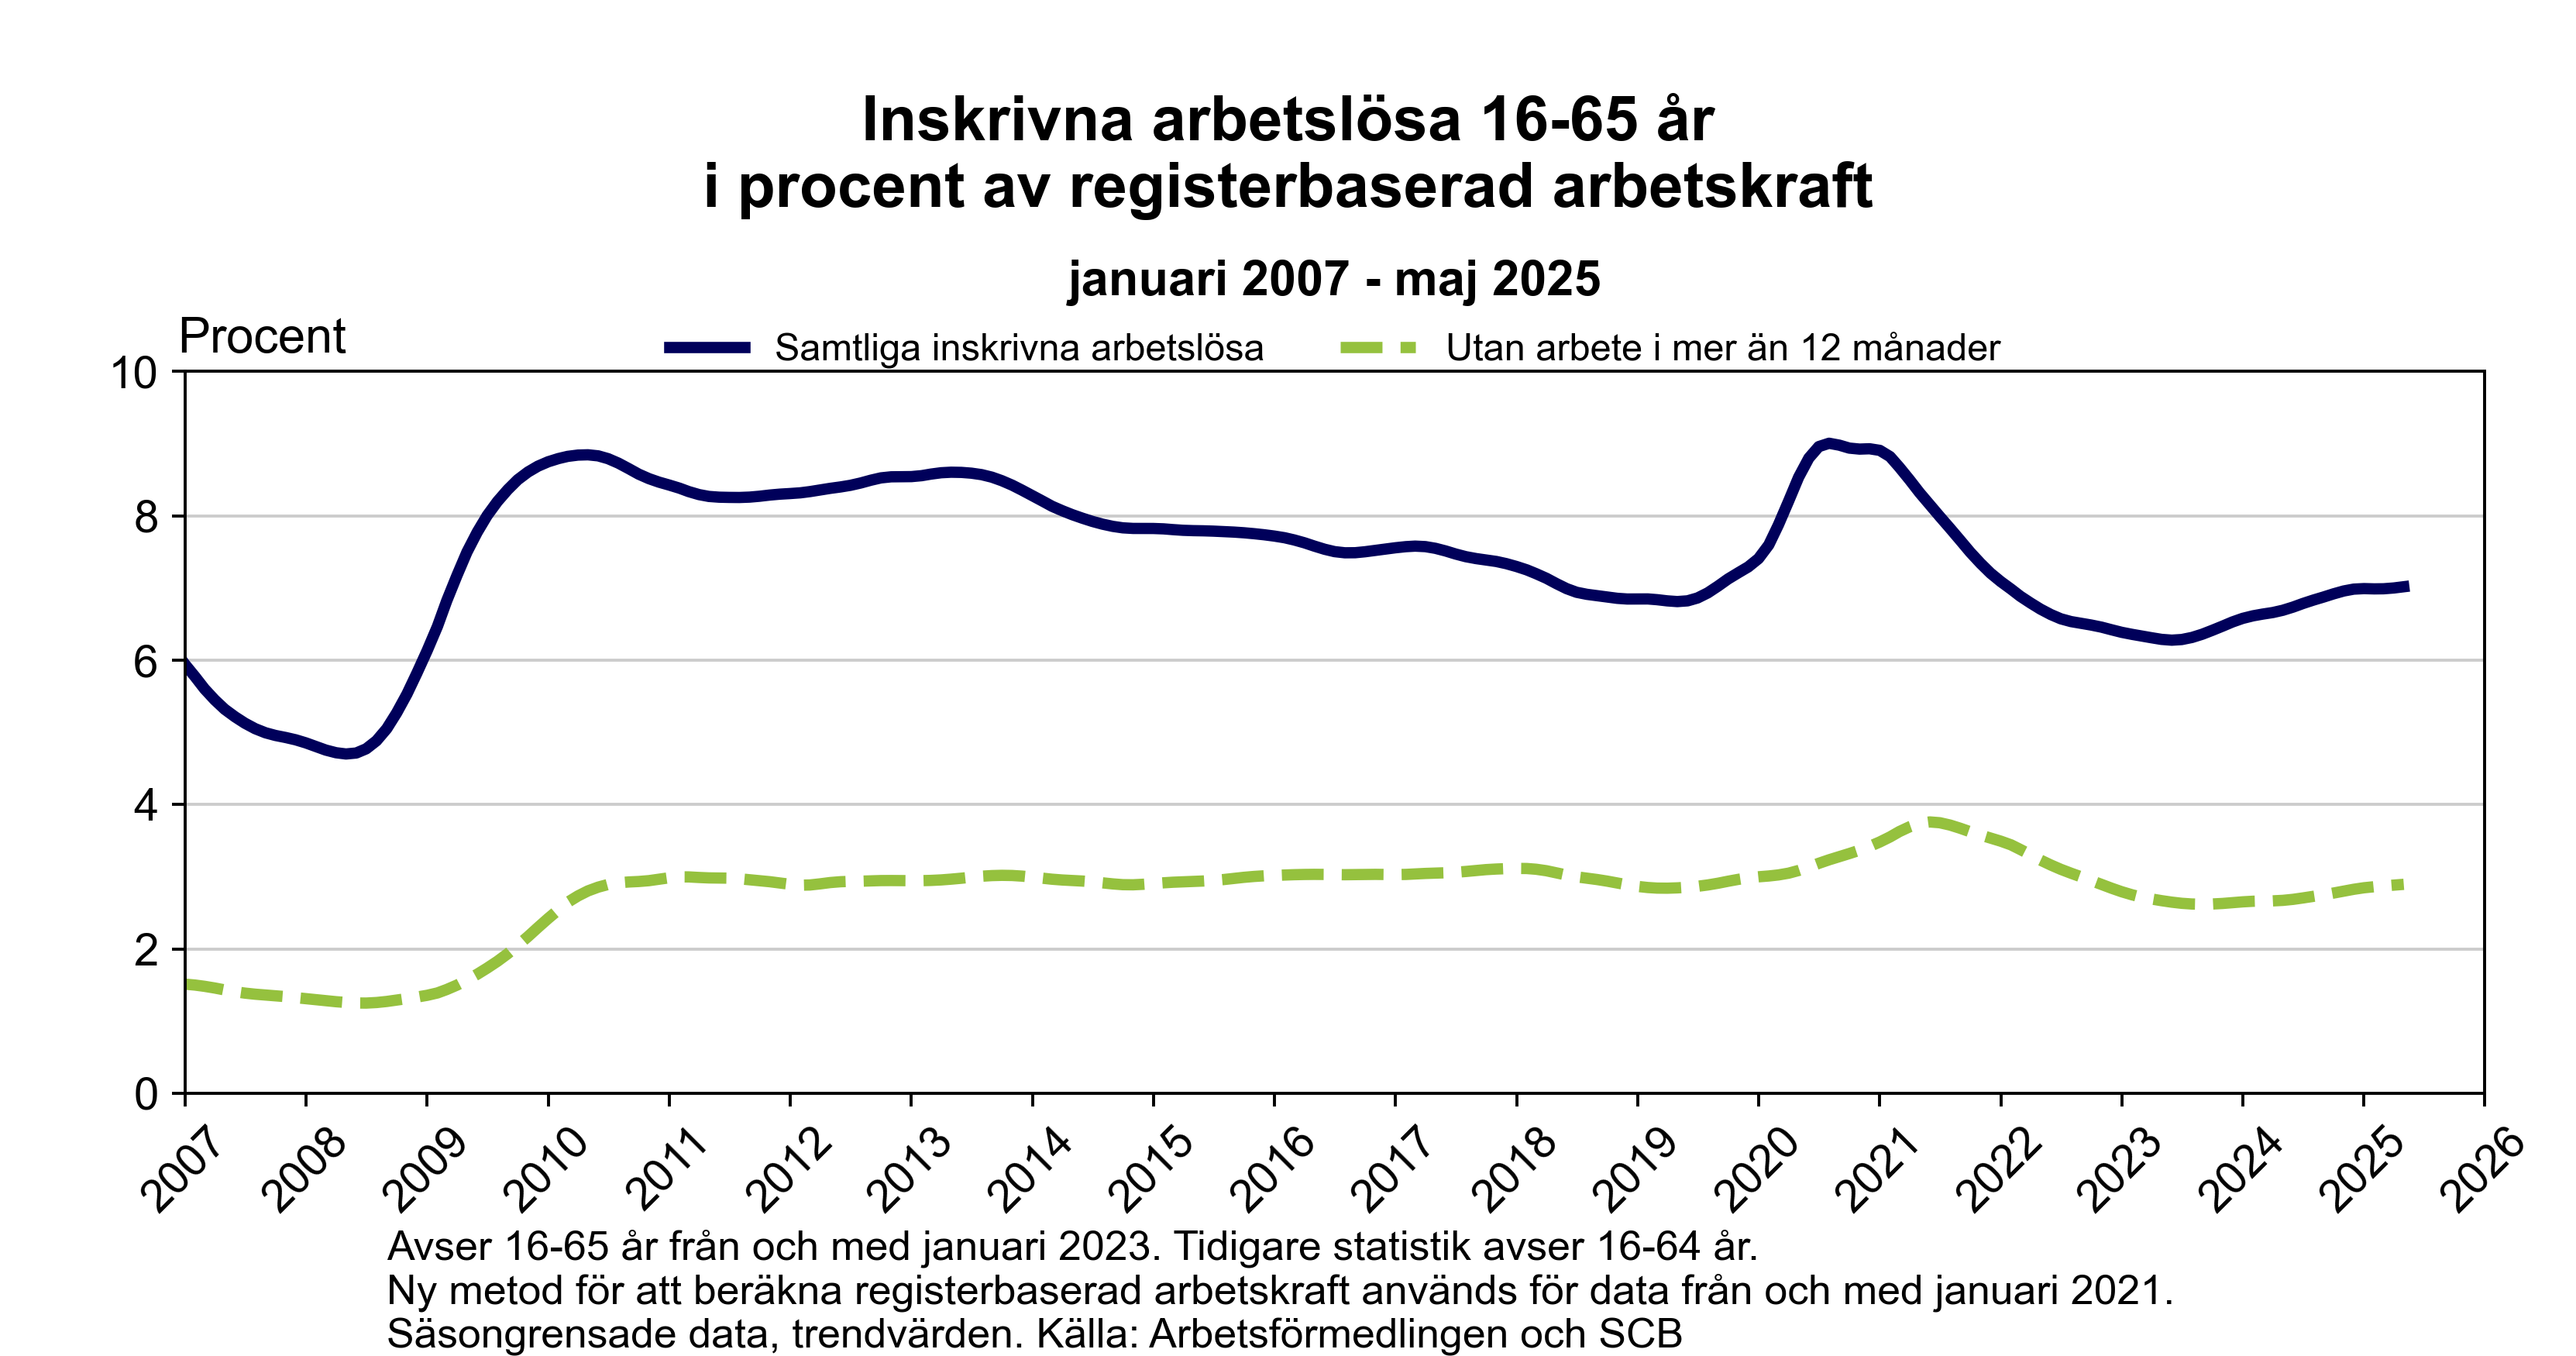 Inskrivna arbetslösa 16-65 år
i procent av registerbaserad arbetskraft
januari 2007 - maj 2025
Procent
Samtliga inskrivna arbetslösa
Utan arbete i mer än 12 månader
10
8
6
4
2
0
2007
2008
2009
2010
2011
2012
2013
2014
2015
2016
2017
2018
2019
2020
2021
2022
2023
2024
2025
2026
Avser 16-65 år från och med januari 2023. Tidigare statistik avser 16-64 år.
Ny metod för att beräkna registerbaserad arbetskraft används för data från och med januari 2021.
Säsongrensade data, trendvärden. Källa: Arbetsförmedlingen och SCB